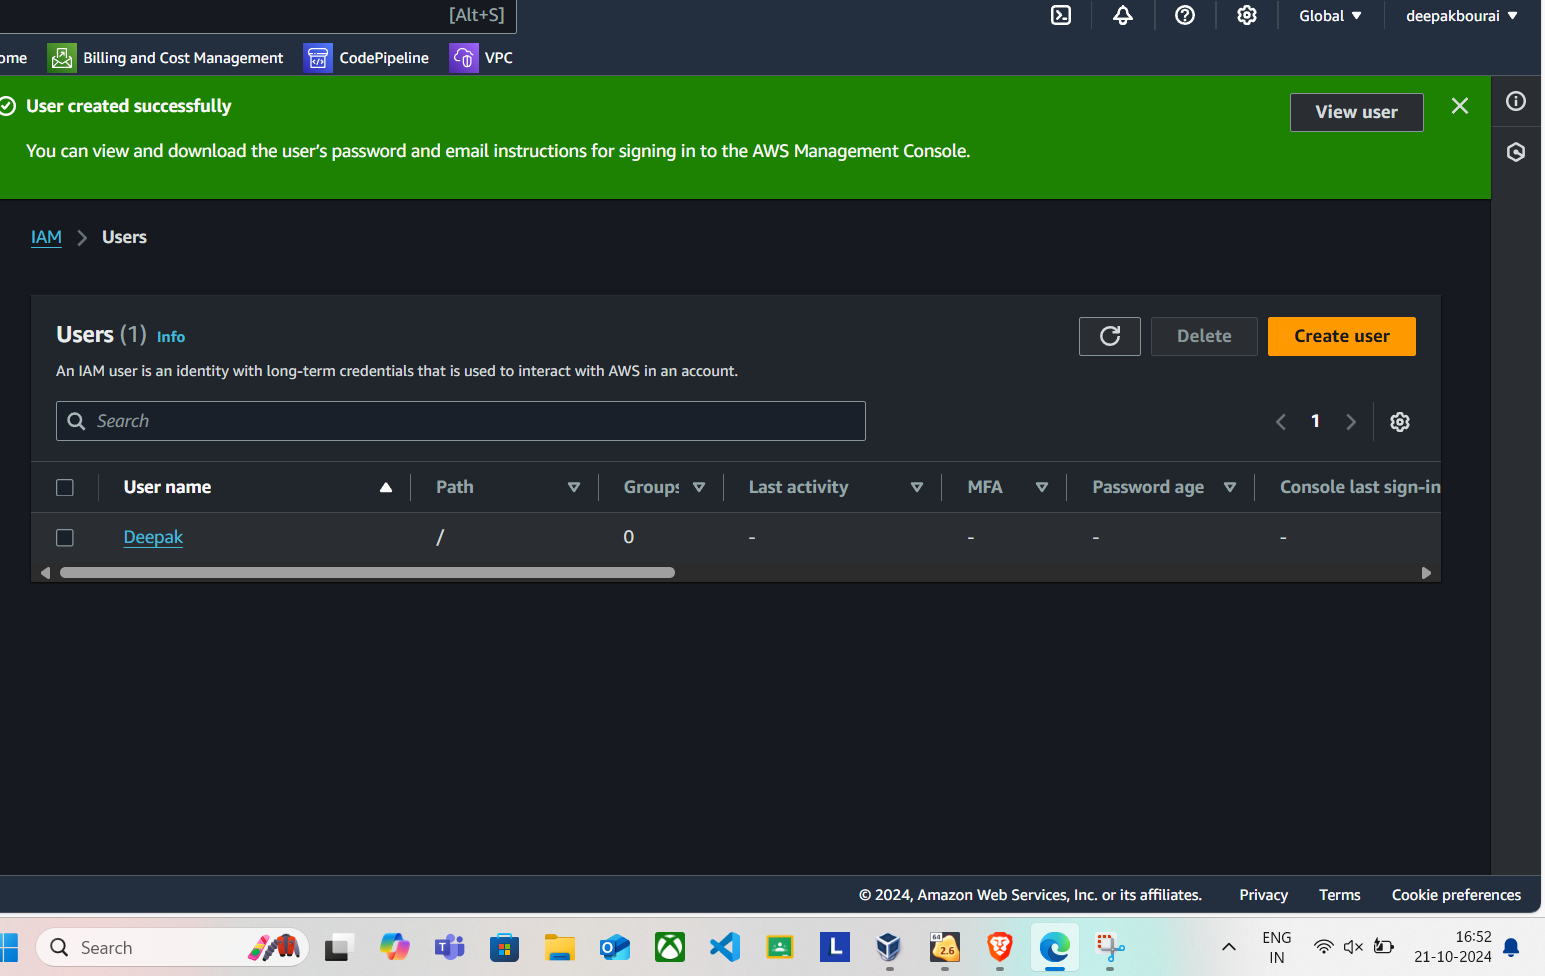 [Alt+S]
Global
deepakbourai
ome
Billing and Cost Management
CodePipeline
VPC
User created successfully
View user
You can view and download the user's password and email instructions for signing in to the AWS Management Console.
IAM
Users
Users (1) Info
Delete
Create user
An IAM user is an identity with long-term credentials that is used to interact with AWS in an account.
Search
1
User name
Path
Groups
Last activity
MFA
Password age
Console last sign-in
Deepak
/
0
-
-
-
-
© 2024, Amazon Web Services, Inc. or its affiliates.
Privacy
Terms
Cookie preferences
Search
L
64
2.6
ENG
IN
16:52
21-10-2024